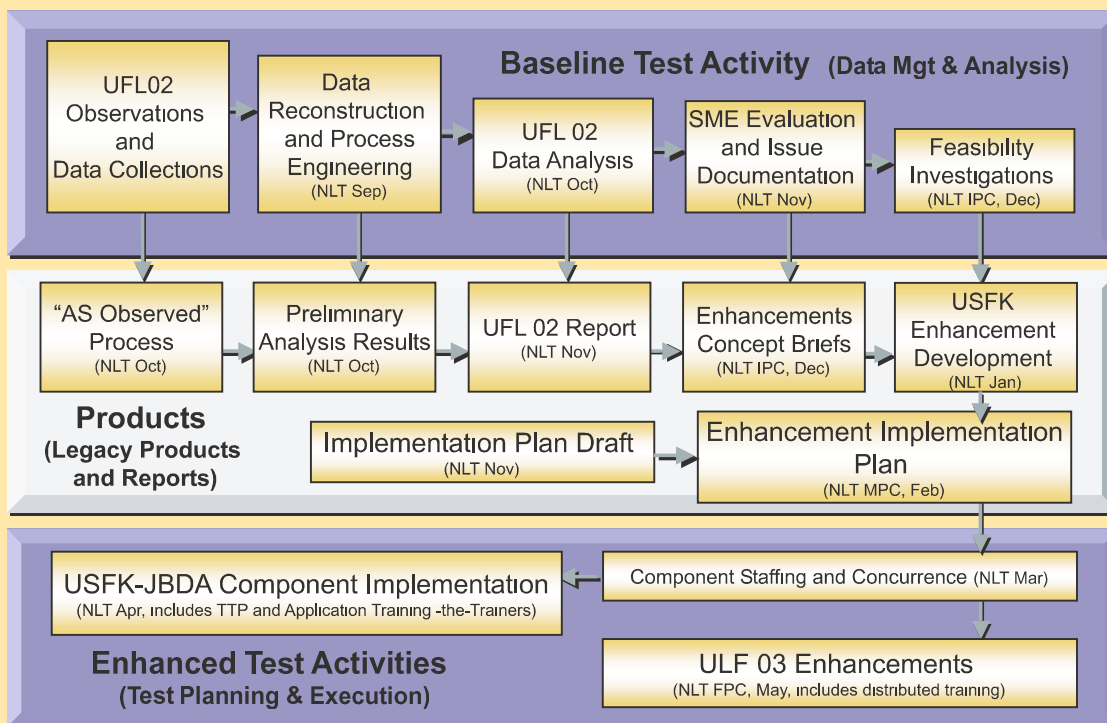 Baseline Test Activity (Data Mgt & Analysis)
UFL02
Observations
and
Data Collections
Data
Reconstruction
and Process
Engineering
(NLT Sep)
UFL 02
Data Analysis
(NLT Oct)
SME Evaluation
and Issue
Documentation
(NLT Nov)
Feasibility
Investigations
(NLT IPC, Dec)
“AS Observed”
Process
(NLT Oct)
Preliminary
Analysis Results
(NLT Oct)
UFL 02 Report
(NLT Nov)
Enhancements
Concept Briefs
(NLT IPC, Dec)
USFK
Enhancement
Development
(NLT Jan)
Products
(Legacy Products
and Reports)
Implementation Plan Draft
(NLT Nov)
Enhancement Implementation
Plan
(NLT MPC, Feb)
USFK-JBDA Component Implementation
(NLT Apr, includes TTP and Application Training -the-Trainers)
Component Staffing and Concurrence (NLT Mar)
Enhanced Test Activities
(Test Planning & Execution)
ULF 03 Enhancements
(NLT FPC, May, includes distributed training)